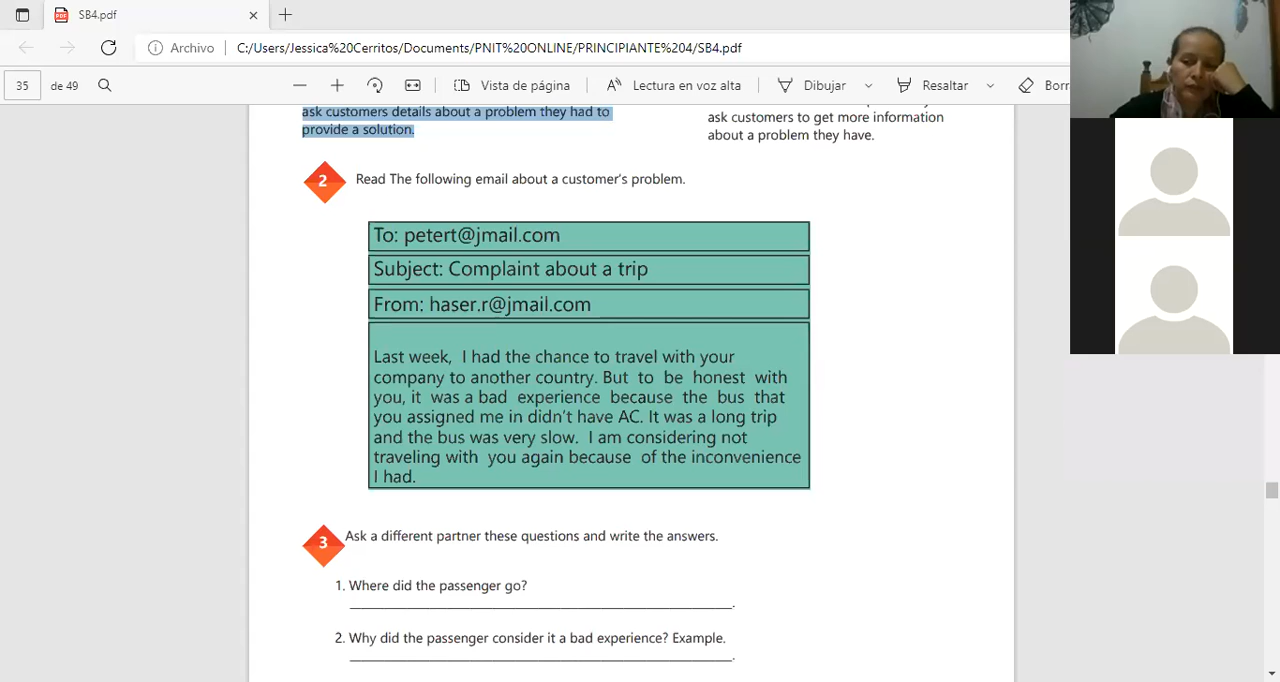 SB4.pdf
Archivo C:/Users/Jessica%20Cerritos/Documents/PNIT%20ONLINE/PRINCIPIANTE%204/SB4.pdf
35 de 49 Vista de página Lectura en voz alta Dibujar Resaltar
ask customers details about a problem they had to
provide a solution.
ask customers to get more information
about a problem they have.
2 Read The following email about a customer's problem.
To: petert@jmail.com
Subject: Complaint about a trip
From: haser.r@jmail.com
Last week, I had the chance to travel with your
company to another country. But to be honest with
you, it was a bad experience because the bus that
you assigned me in didn't have AC. It was a long trip
and the bus was very slow. I am considering not
traveling with you again because of the inconvenience
I had.
3 Ask a different partner these questions and write the answers.
1. Where did the passenger go?
2. Why did the passenger consider it a bad experience? Example.